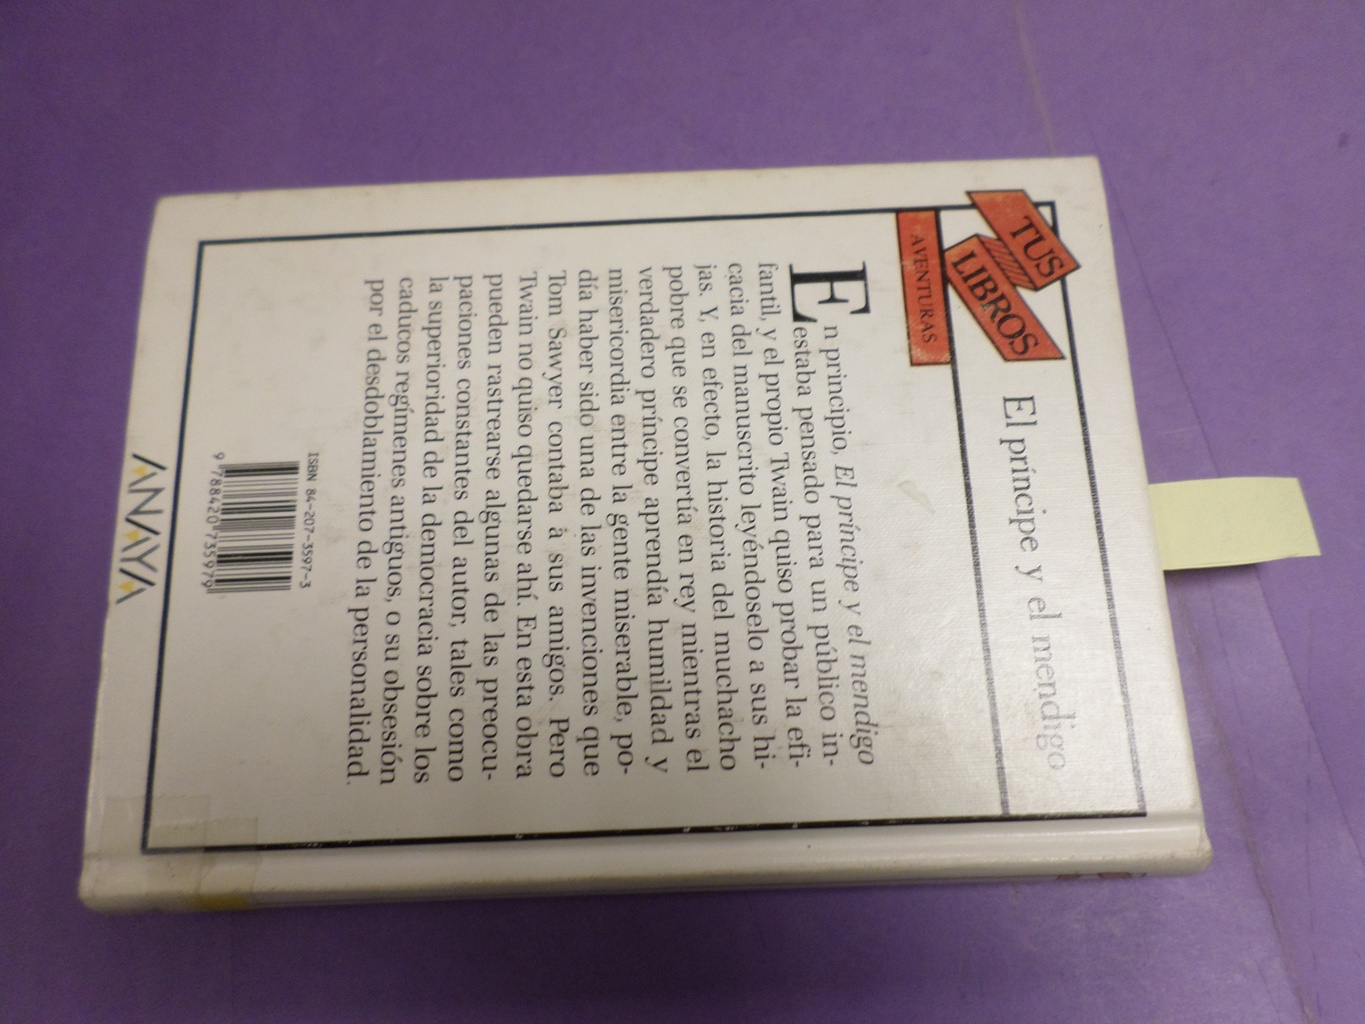 TUS
LIBROS
El príncipe y el mendigo
AVENTURAS
En principio, El príncipe y el mendigo
estaba pensado para un público in-
fantil, y el propio Twain quiso probar la efi-
cacia del manuscrito leyéndoselo a sus hi-
jas. Y, en efecto, la historia del muchacho
pobre que se convertía en rey mientras el
verdadero príncipe aprendía humildad y
misericordia entre la gente miserable, po-
día haber sido una de las invenciones que
Tom Sawyer contaba a sus amigos. Pero
Twain no quiso quedarse ahí. En esta obra
pueden rastrearse algunas de las preocu-
paciones constantes del autor, tales como
la superioridad de la democracia sobre los
caducos regímenes antiguos, o su obsesión
por el desdoblamiento de la personalidad.
ISBN 84-207-3597-3
9 788420 735979
ANAYA